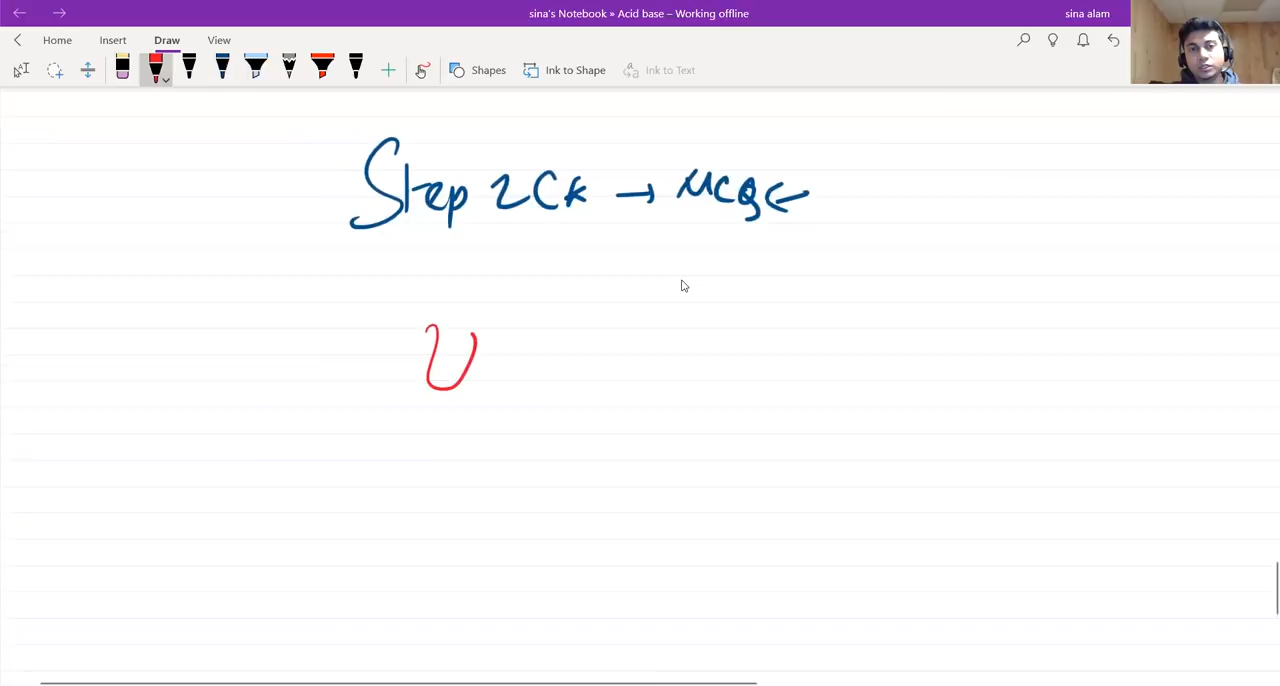 sina's Notebook » Acid base – Working offline
sina alam
Home Insert Draw View
Shapes Ink to Shape Ink to Text
Step 2CK → MCQ ←
U